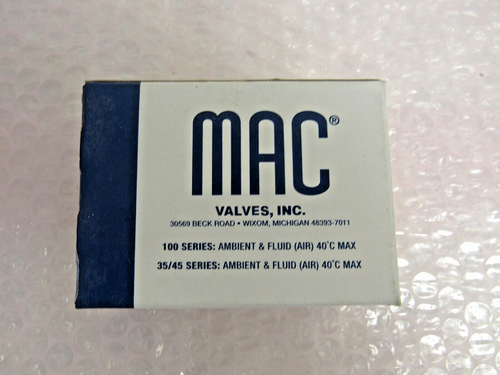 MAC®
VALVES, INC.
30569 BECK ROAD • WIXOM, MICHIGAN 48393-7011
100 SERIES: AMBIENT & FLUID (AIR) 40°C MAX
35/45 SERIES: AMBIENT & FLUID (AIR) 40°C MAX